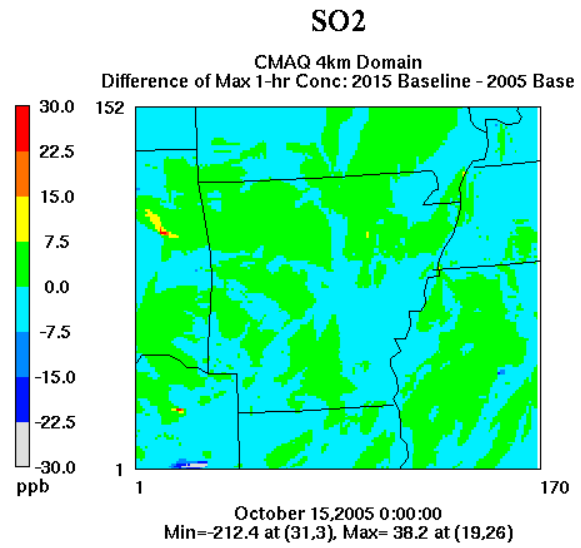 SO2
CMAQ 4km Domain
Difference of Max 1-hr Conc: 2015 Baseline - 2005 Base
30.0
22.5
15.0
7.5
0.0
-7.5
-15.0
-22.5
-30.0
ppb
152
1
1
170
October 15,2005 0:00:00
Min=-212.4 at (31,3), Max= 38.2 at (19,26)